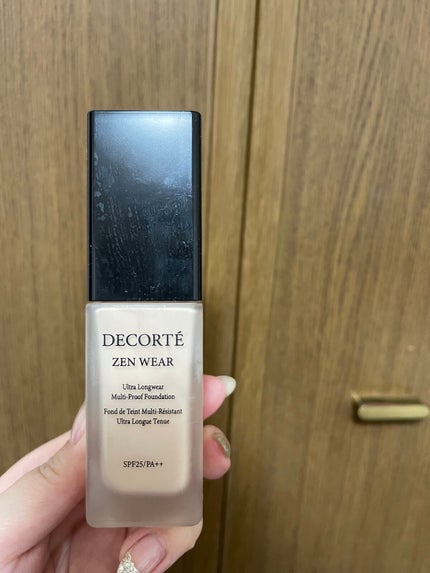 DECORTÉ
ZEN WEAR
Ultra Longwear
Multi-Proof Foundation
Fond de Teint Multi-Résistant
Ultra Longue Tenue
SPF25/PA++